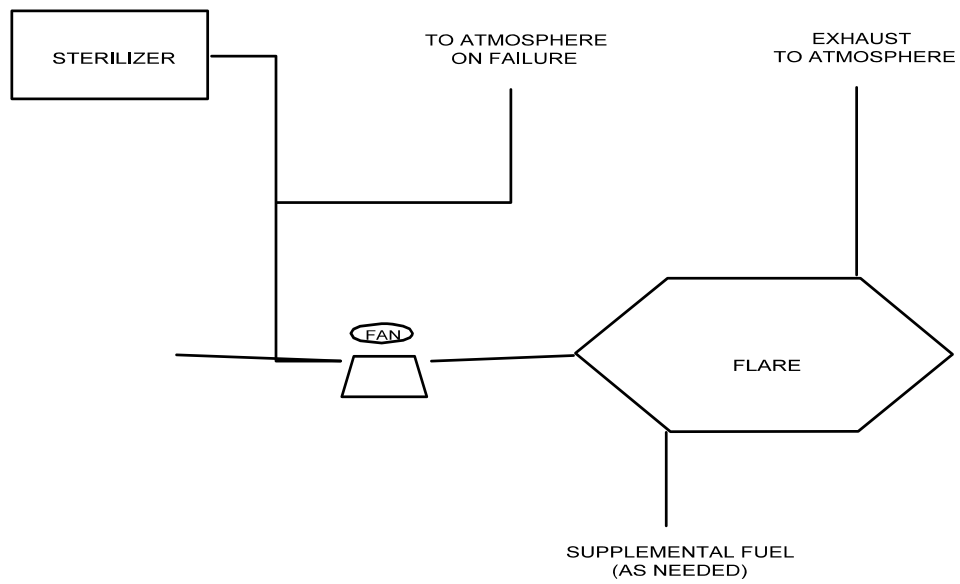 STERILIZER
TO ATMOSPHERE
ON FAILURE
EXHAUST
TO ATMOSPHERE
FAN
FLARE
SUPPLEMENTAL FUEL
(AS NEEDED)